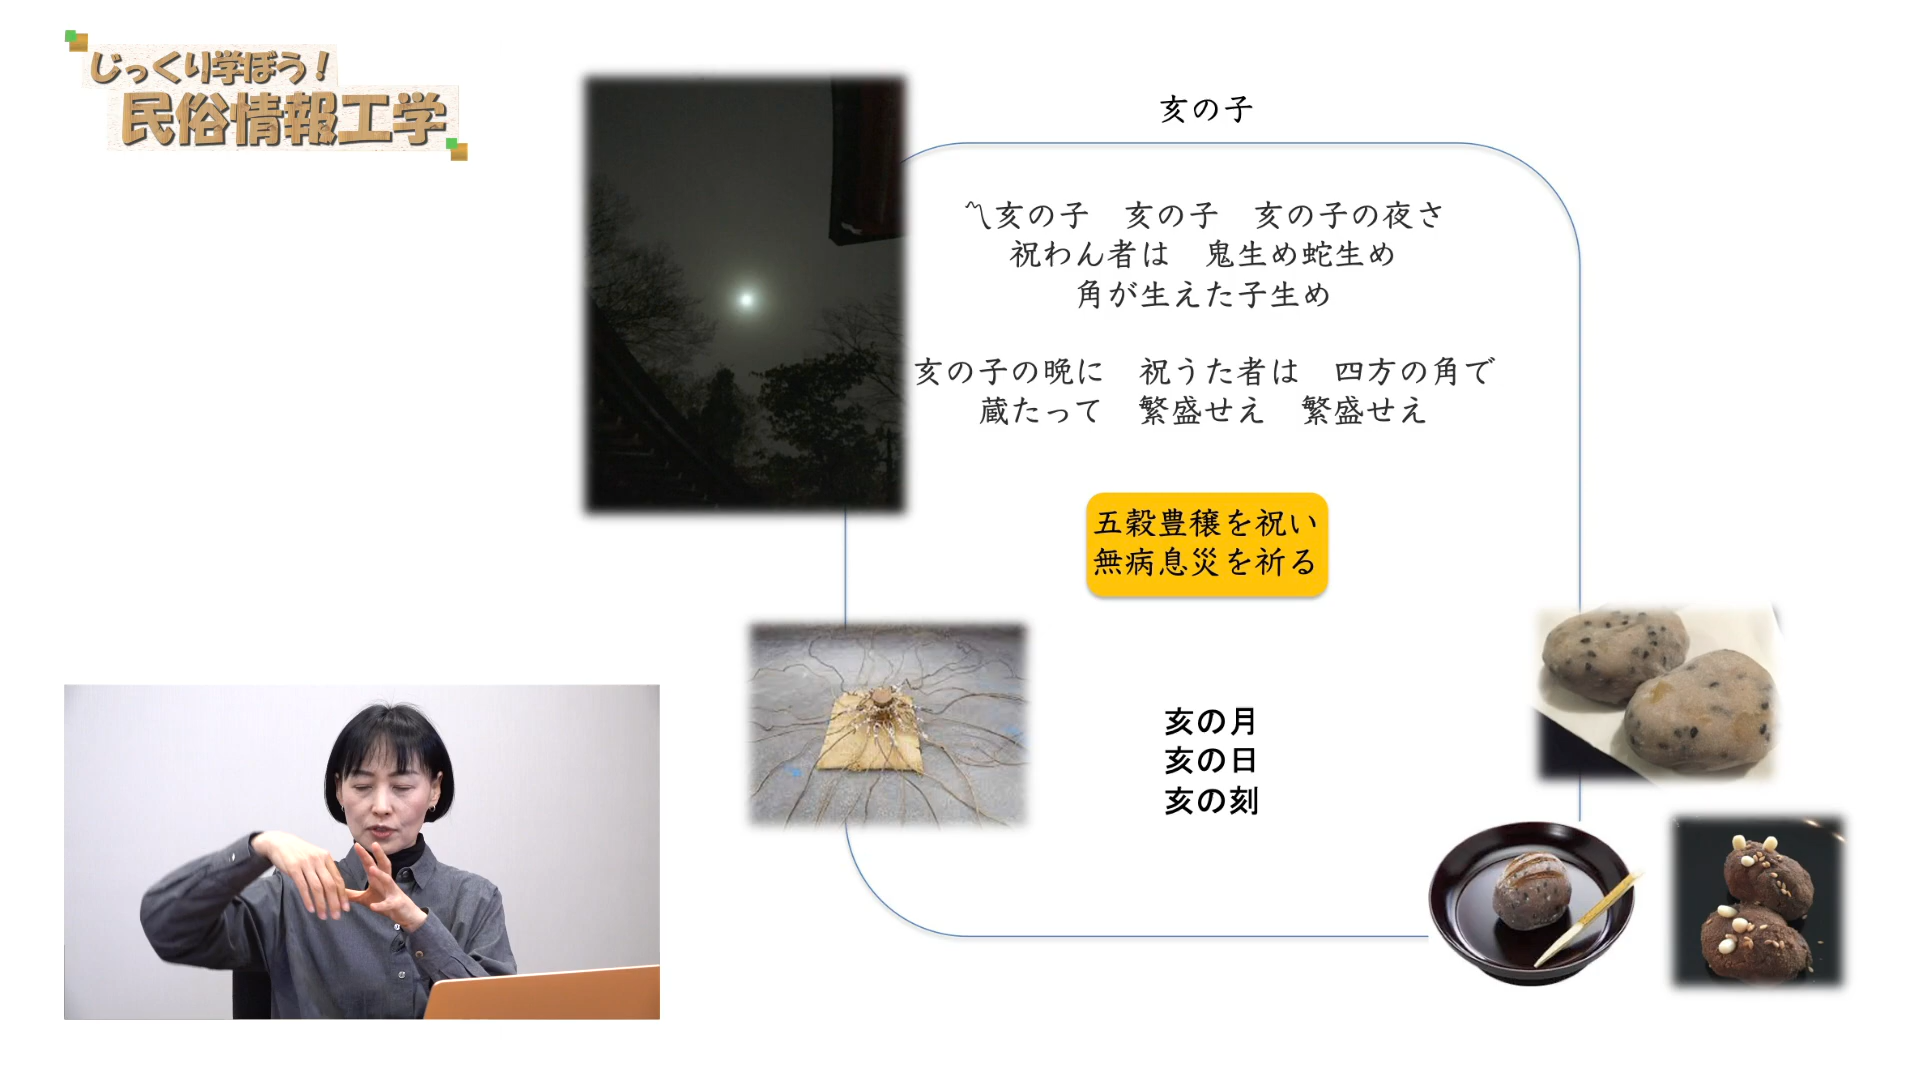 じっくり学ぼう!
民俗情報工学
亥の子
〽亥の子　亥の子　亥の子の夜さ
祝わん者は　鬼生め蛇生め
角が生えた子生め
亥の子の晩に　祝うた者は　四方の角で
蔵たって　繁盛せえ　繁盛せえ
五穀豊穣を祝い
無病息災を祈る
亥の月
亥の日
亥の刻